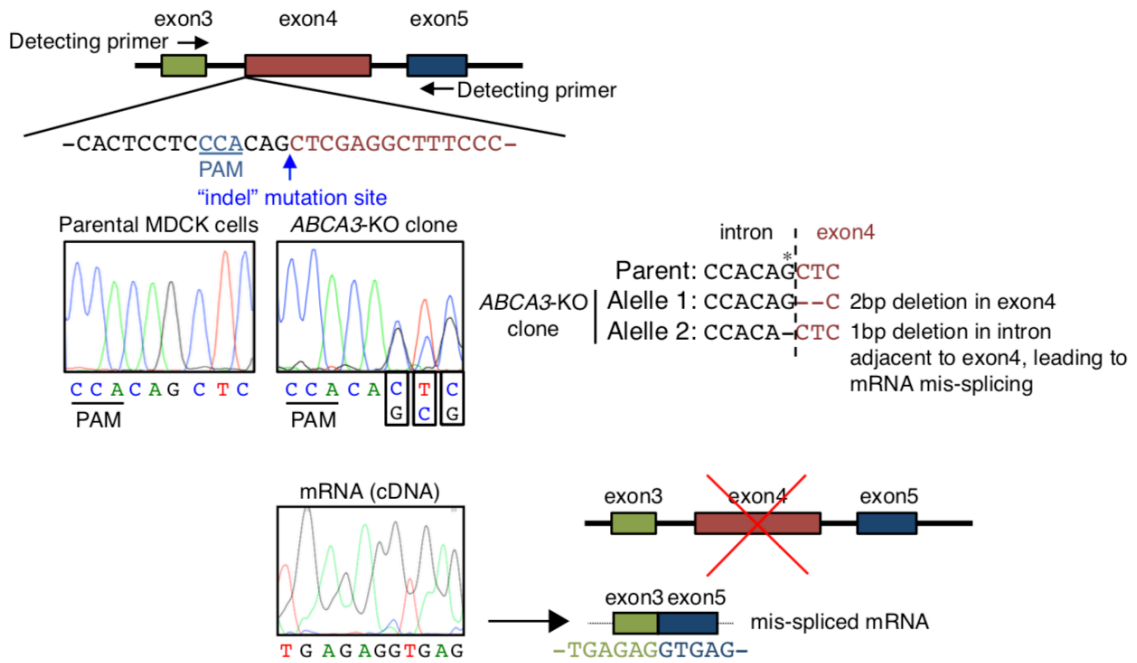 exon3 exon4 exon5
Detecting primer
Detecting primer
-CACTCCTCCCACAGCTCGAGGCTTTCCC-
PAM
“indel” mutation site
Parental MDCK cells
C C A C A G C T C
PAM
ABCA3-KO clone
C C A C A C T C
G C G
PAM
intron exon4
*
Parent: CCACAGCTC
ABCA3-KO clone
Alelle 1: CCACAG--C 2bp deletion in exon4
Alelle 2: CCACA-CTC 1bp deletion in intron
adjacent to exon4, leading to
mRNA mis-splicing
mRNA (cDNA)
T G A G A G G T G A G
exon3 exon4 exon5
exon3 exon5
mis-spliced mRNA
-TGAGAGGTGAG-